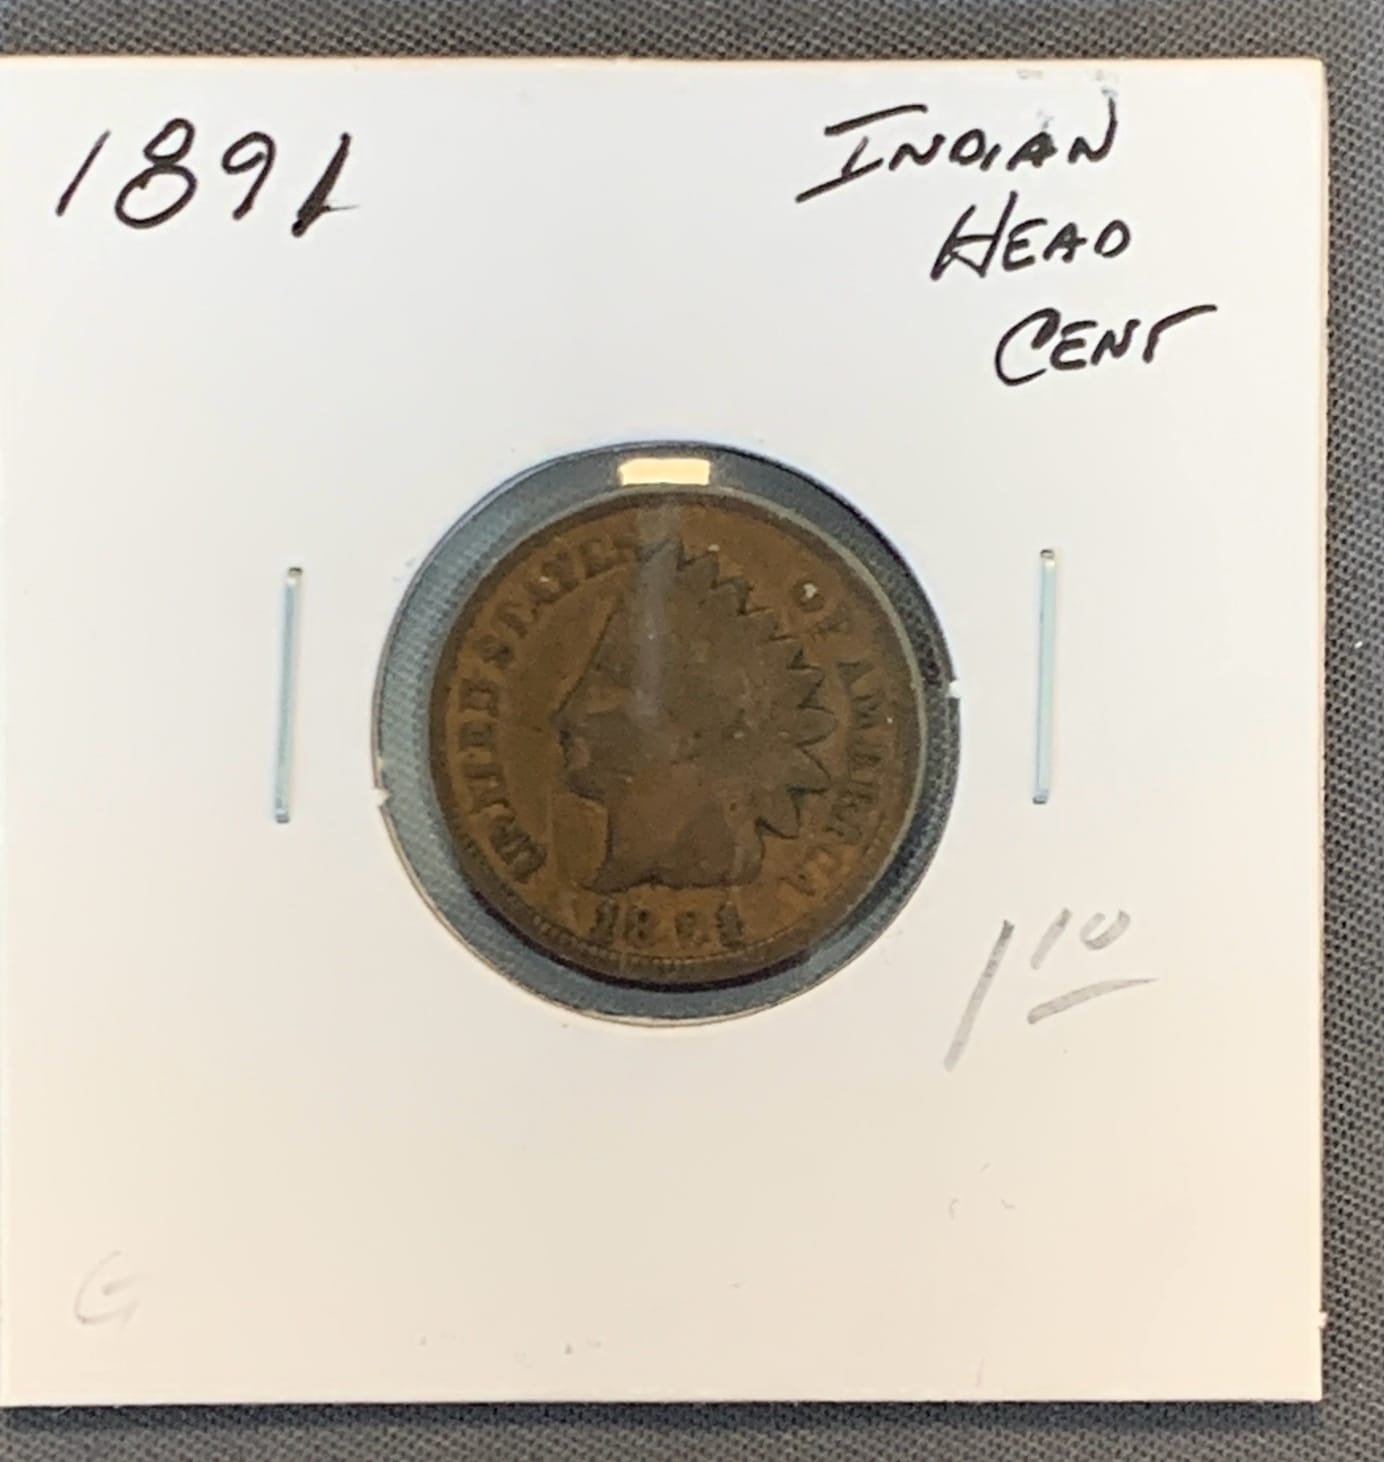 1891
INDIAN
HEAD
CENT
UNITED STATES
OF AMERICA
1891
1 10
G